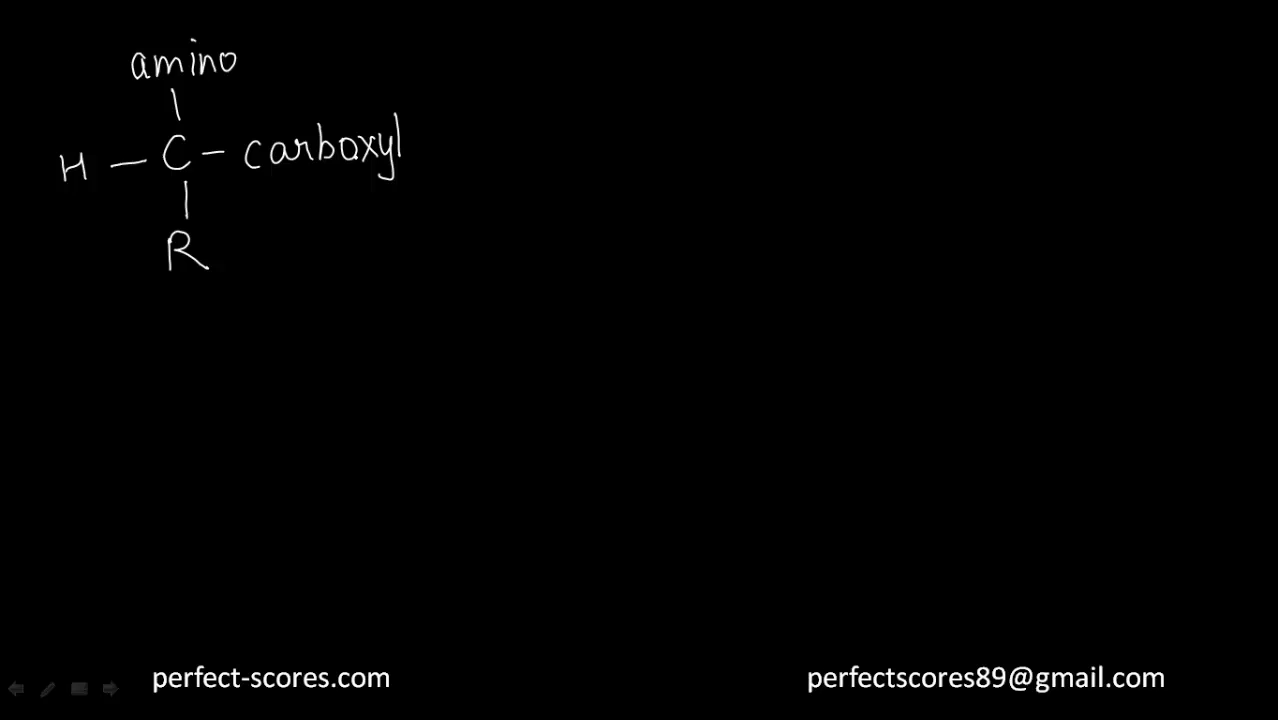 amino
H - C - carboxyl
R
perfect-scores.com
perfectscores89@gmail.com